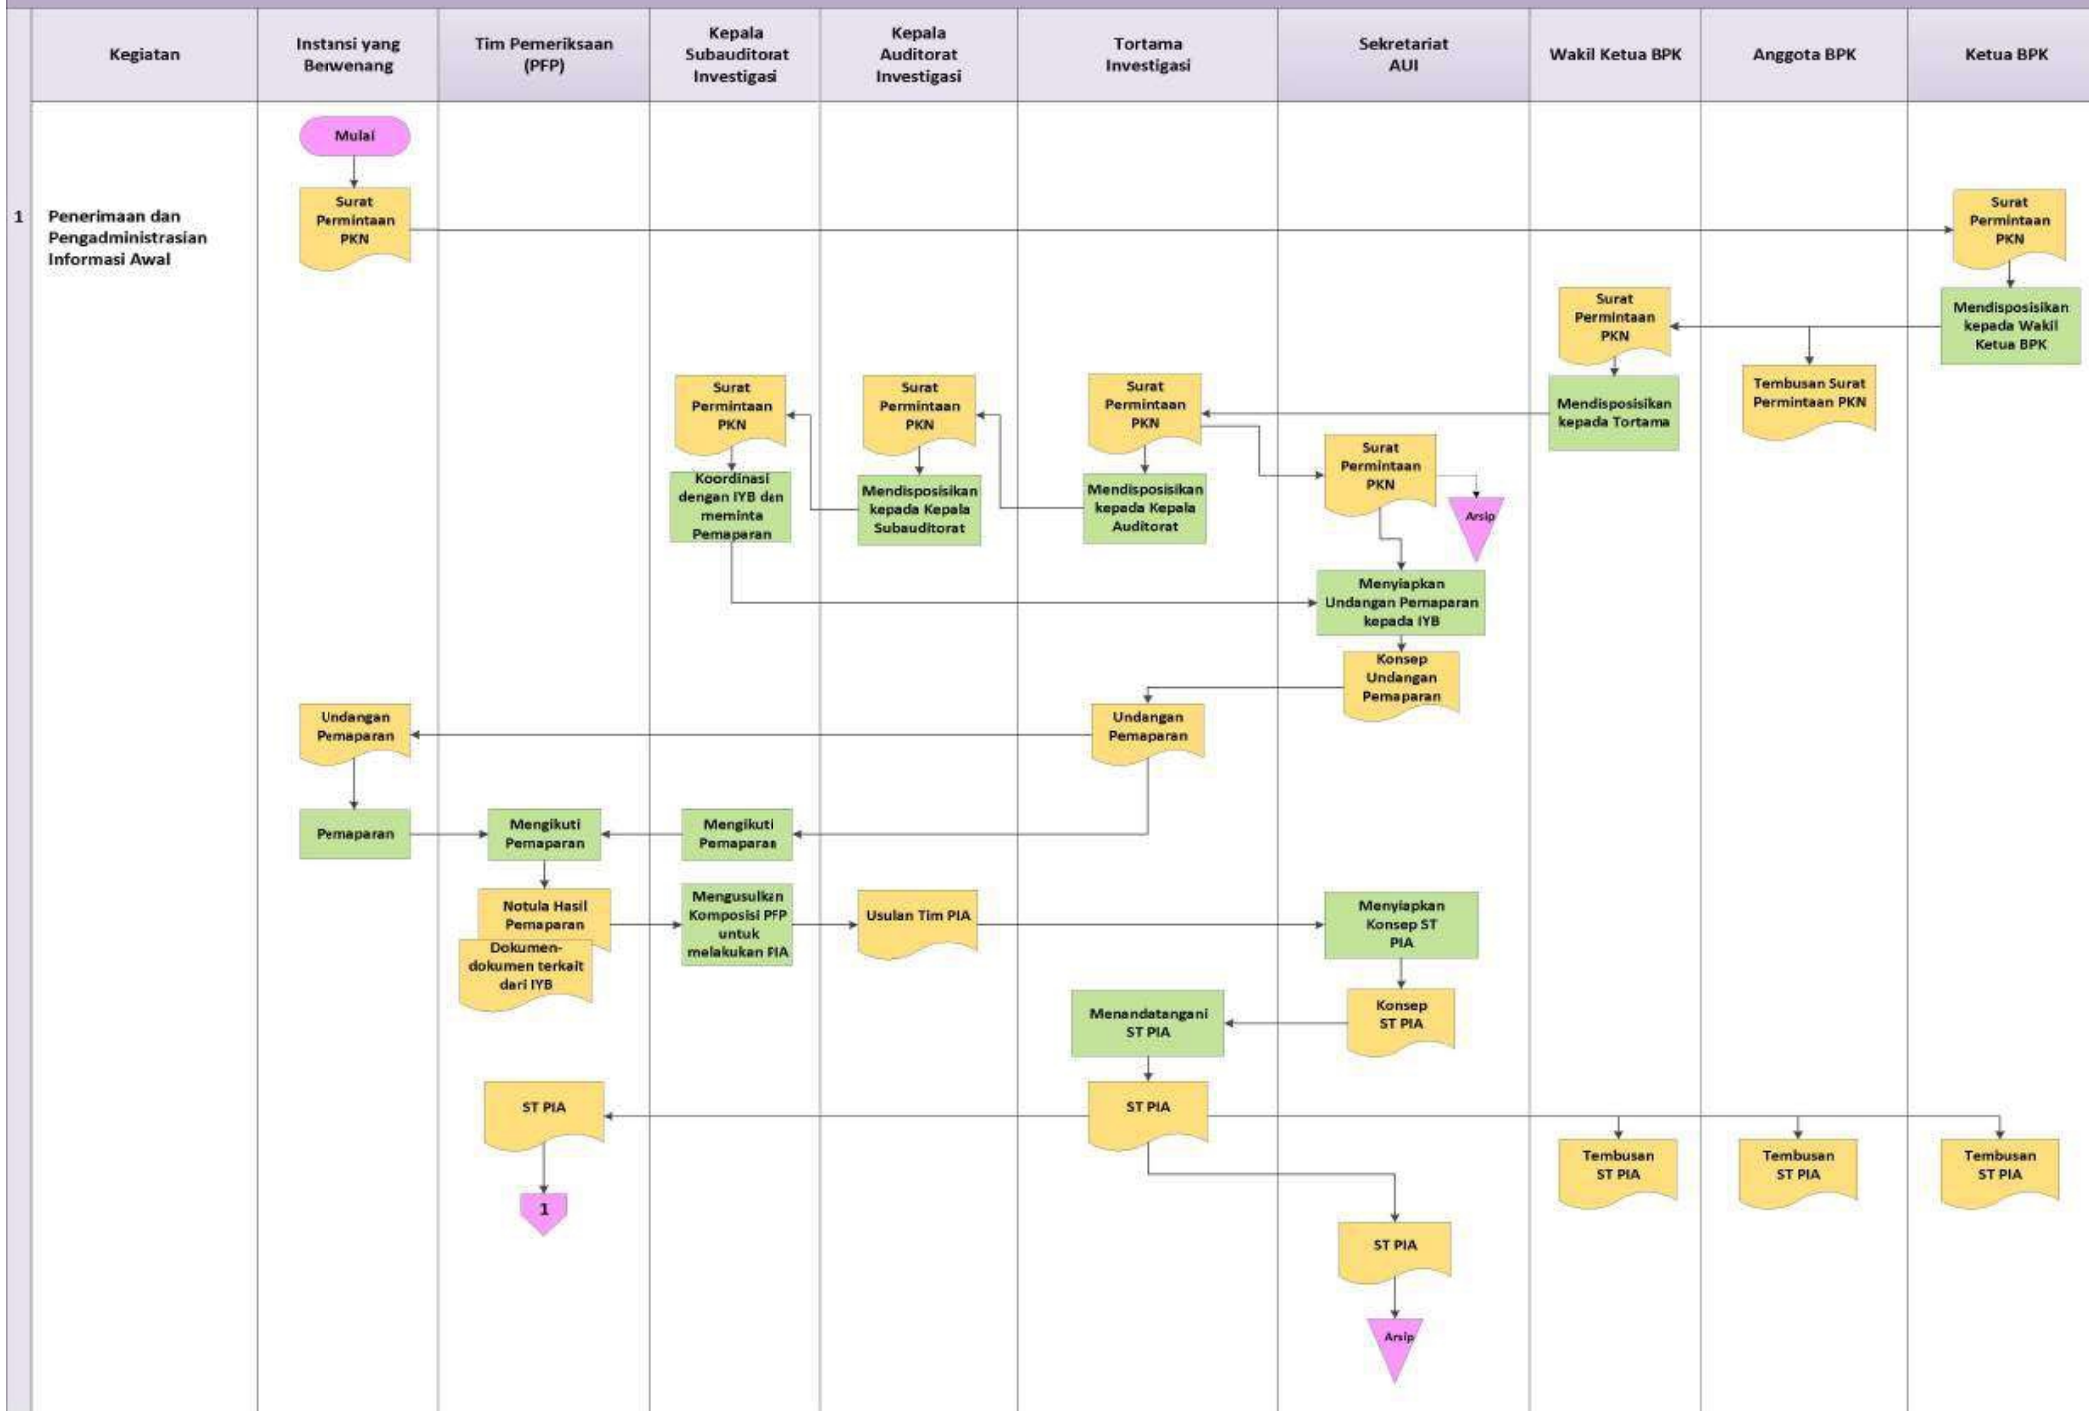 Kegiatan
Instansi yang
Berwenang
Tim Pemeriksaan
(PFP)
Kepala
Subauditorat
Investigasi
Kepala
Auditorat
Investigasi
Tortama
Investigasi
Sekretariat
AUI
Wakil Ketua BPK
Anggota BPK
Ketua BPK
1
Penerimaan dan
Pengadministrasian
Informasi Awal
Mulai
Surat
Permintaan
PKN
Surat
Permintaan
PKN
Mendisposisikan
kepada Wakil
Ketua BPK
Surat
Permintaan
PKN
Tembusan Surat
Permintaan PKN
Mendisposisikan
kepada Tortama
Surat
Permintaan
PKN
Surat
Permintaan
PKN
Surat
Permintaan
PKN
Surat
Permintaan
PKN
Arsip
Koordinasi
dengan IYB dan
meminta
Pemaparan
Mendisposisikan
kepada Kepala
Subauditorat
Mendisposisikan
kepada Kepala
Auditorat
Menyiapkan
Undangan Pemaparan
kepada IYB
Konsep
Undangan
Pemaparan
Undangan
Pemaparan
Undangan
Pemaparan
Pemaparan
Mengikuti
Pemaparan
Mengikuti
Pemaparan
Notula Hasil
Pemaparan
Dokumen-
dokumen terkait
dari IYB
Mengusulkan
Komposisi PFP
untuk
melakukan PIA
Usulan Tim PIA
Menyiapkan
Konsep ST
PIA
Konsep
ST PIA
Menandatangani
ST PIA
ST PIA
ST PIA
Tembusan
ST PIA
Tembusan
ST PIA
Tembusan
ST PIA
1
ST PIA
Arsip